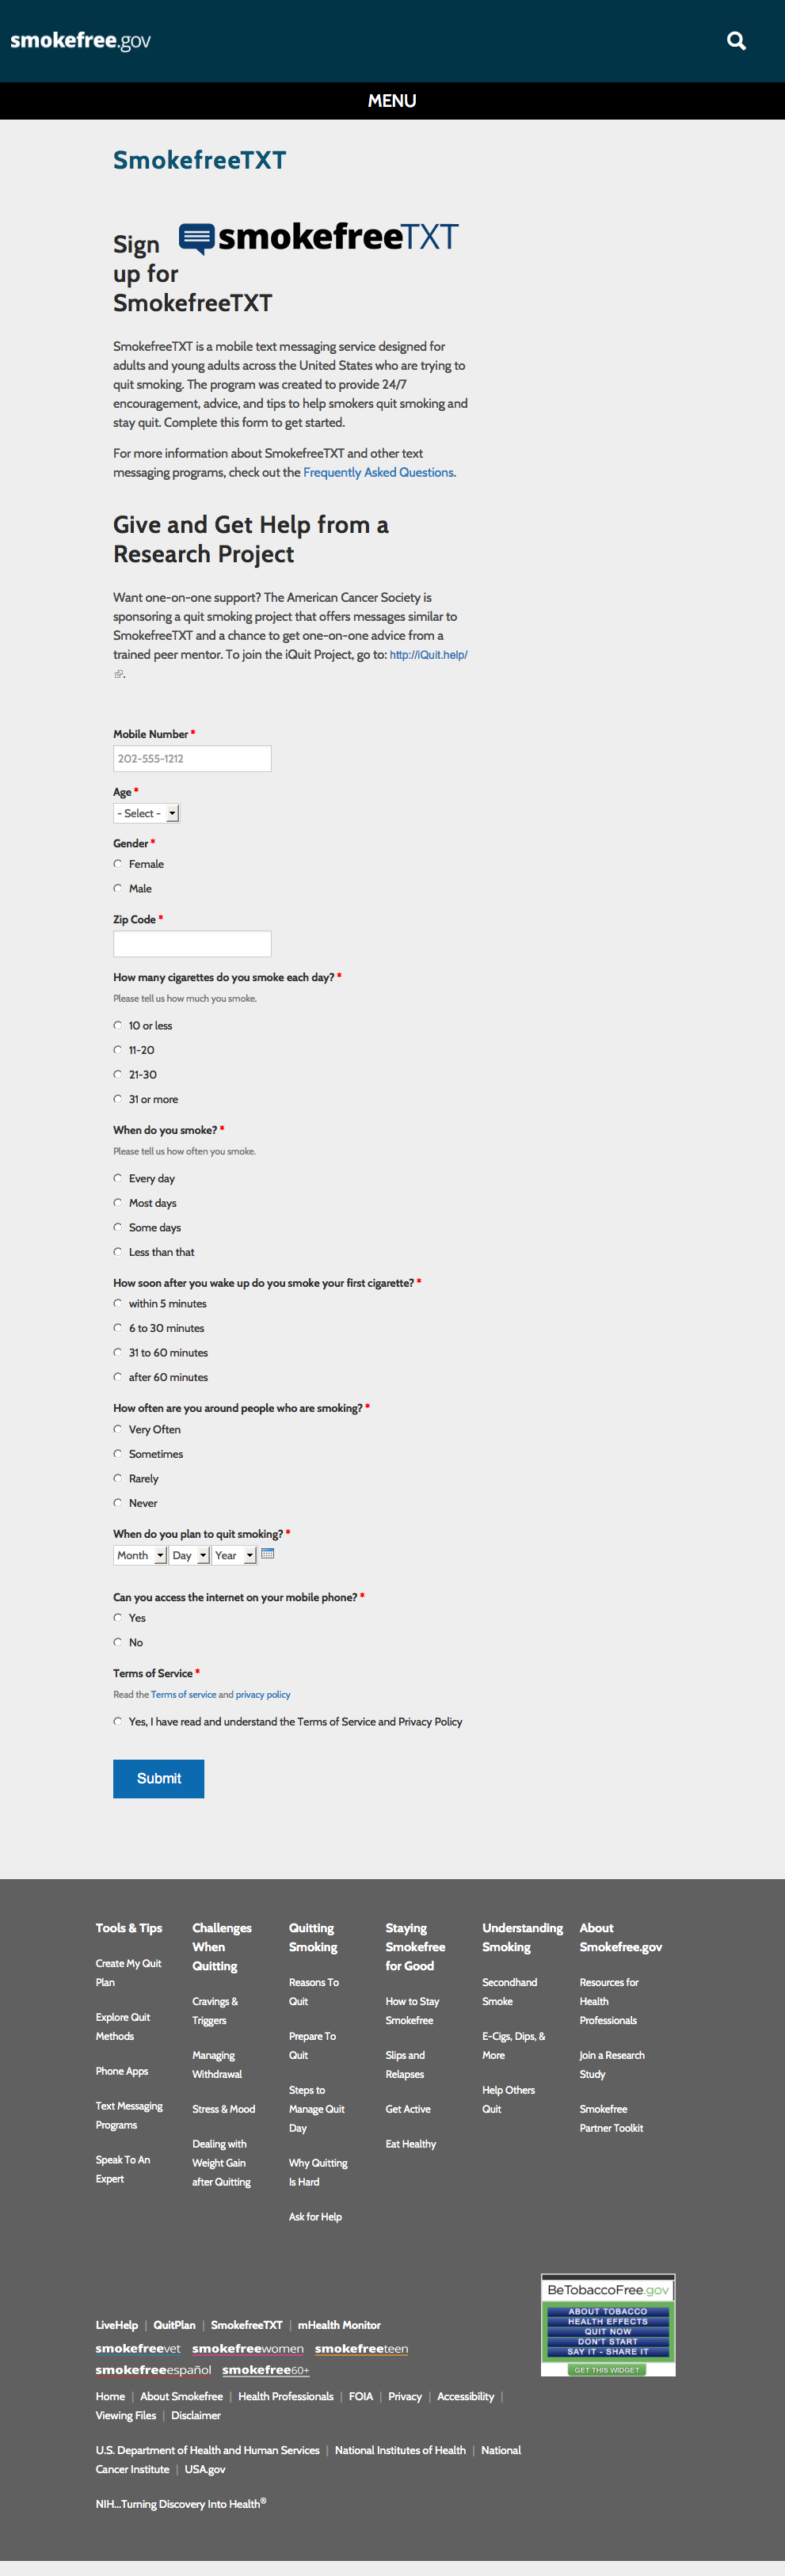 smokefree.gov
MENU
SmokefreeTXT
smokefreeTXT
Sign
up for
SmokefreeTXT
SmokefreeTXT is a mobile text messaging service designed for
adults and young adults across the United States who are trying to
quit smoking. The program was created to provide 24/7
encouragement, advice, and tips to help smokers quit smoking and
stay quit. Complete this form to get started.
For more information about SmokefreeTXT and other text
messaging programs, check out the Frequently Asked Questions.
Give and Get Help from a
Research Project
Want one-on-one support? The American Cancer Society is
sponsoring a quit smoking project that offers messages similar to
SmokefreeTXT and a chance to get one-on-one advice from a
trained peer mentor. To join the iQuit Project, go to: http://iQuit.help/
.
Mobile Number *
202-555-1212
Age *
- Select -
Gender *
Female
Male
Zip Code *
How many cigarettes do you smoke each day? *
Please tell us how much you smoke.
10 or less
11-20
21-30
31 or more
When do you smoke? *
Please tell us how often you smoke.
Every day
Most days
Some days
Less than that
How soon after you wake up do you smoke your first cigarette? *
within 5 minutes
6 to 30 minutes
31 to 60 minutes
after 60 minutes
How often are you around people who are smoking? *
Very Often
Sometimes
Rarely
Never
When do you plan to quit smoking? *
Month Day Year
Can you access the internet on your mobile phone? *
Yes
No
Terms of Service *
Read the Terms of service and privacy policy
Yes, I have read and understand the Terms of Service and Privacy Policy
Submit
Tools & Tips
Create My Quit
Plan
Explore Quit
Methods
Phone Apps
Text Messaging
Programs
Speak To An
Expert
Challenges
When
Quitting
Cravings &
Triggers
Managing
Withdrawal
Stress & Mood
Dealing with
Weight Gain
after Quitting
Quitting
Smoking
Reasons To
Quit
Prepare To
Quit
Steps to
Manage Quit
Day
Why Quitting
Is Hard
Ask for Help
Staying
Smokefree
for Good
How to Stay
Smokefree
Slips and
Relapses
Get Active
Eat Healthy
Understanding
Smoking
Secondhand
Smoke
E-Cigs, Dips, &
More
Help Others
Quit
About
Smokefree.gov
Resources for
Health
Professionals
Join a Research
Study
Smokefree
Partner Toolkit
BeTobaccoFree.gov
ABOUT TOBACCO
HEALTH EFFECTS
QUIT NOW
DON'T START
SAY IT - SHARE IT
GET THIS WIDGET
LiveHelp | QuitPlan | SmokefreeTXT | mHealth Monitor
smokefreevet smokefreewomen smokefreeteen
smokefreeespañol smokefree60+
Home | About Smokefree | Health Professionals | FOIA | Privacy | Accessibility |
Viewing Files | Disclaimer
U.S. Department of Health and Human Services | National Institutes of Health | National
Cancer Institute | USA.gov
NIH...Turning Discovery Into Health®